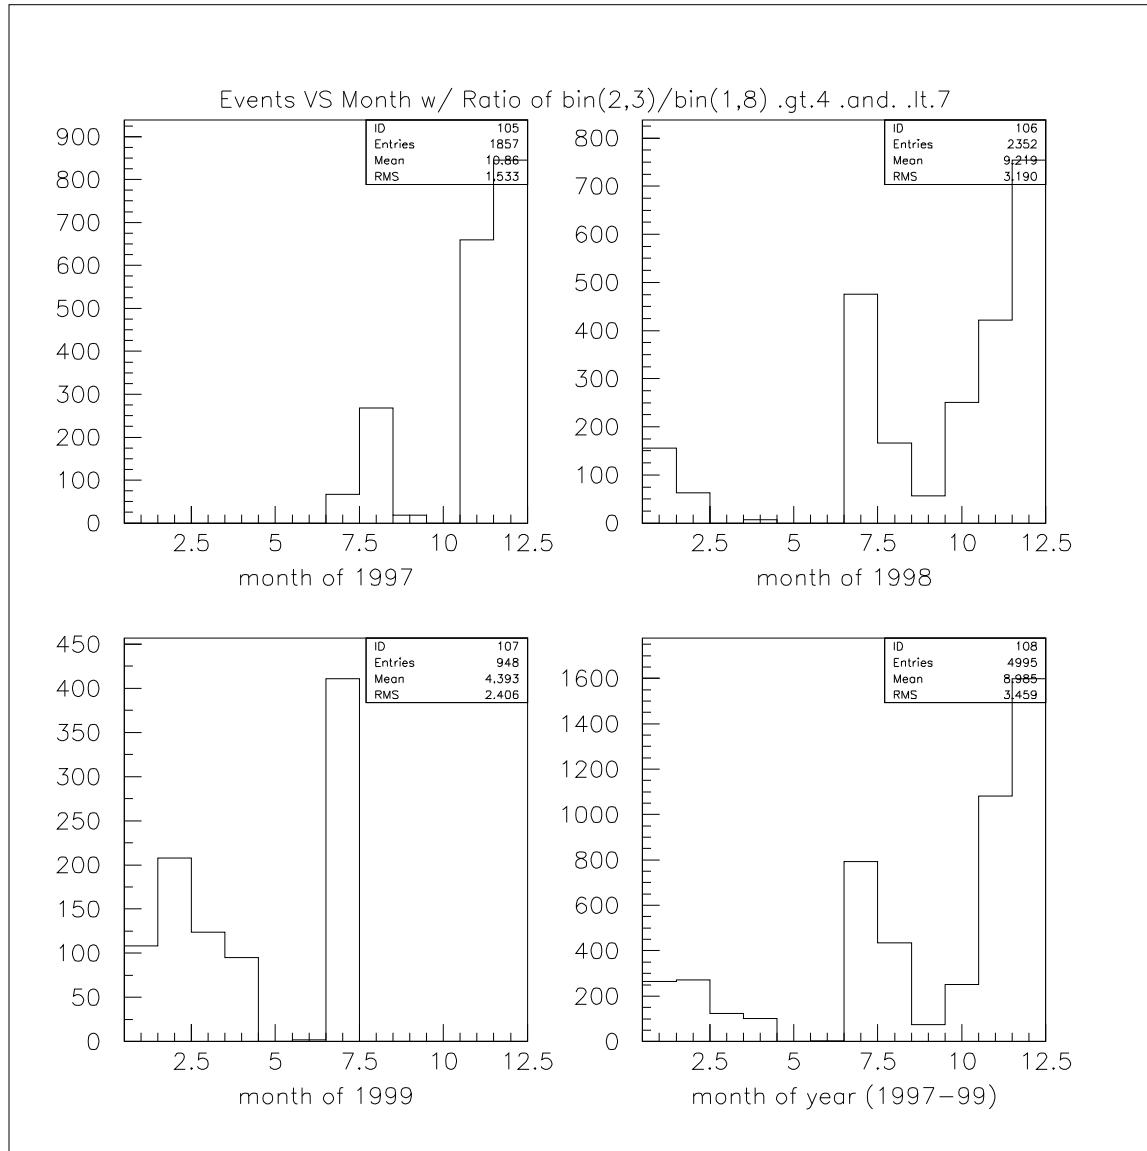 Events VS Month w/ Ratio of bin(2,3)/bin(1,8) .gt.4 .and. .lt.7
ID 105
Entries 1857
Mean 10.86
RMS 1.533
900
800
700
600
500
400
300
200
100
0
2.5 5 7.5 10 12.5
month of 1997
ID 106
Entries 2352
Mean 9.219
RMS 3.190
800
700
600
500
400
300
200
100
0
2.5 5 7.5 10 12.5
month of 1998
ID 107
Entries 948
Mean 4.393
RMS 2.406
450
400
350
300
250
200
150
100
50
0
2.5 5 7.5 10 12.5
month of 1999
ID 108
Entries 4995
Mean 8.985
RMS 3.459
1600
1400
1200
1000
800
600
400
200
0
2.5 5 7.5 10 12.5
month of year (1997-99)